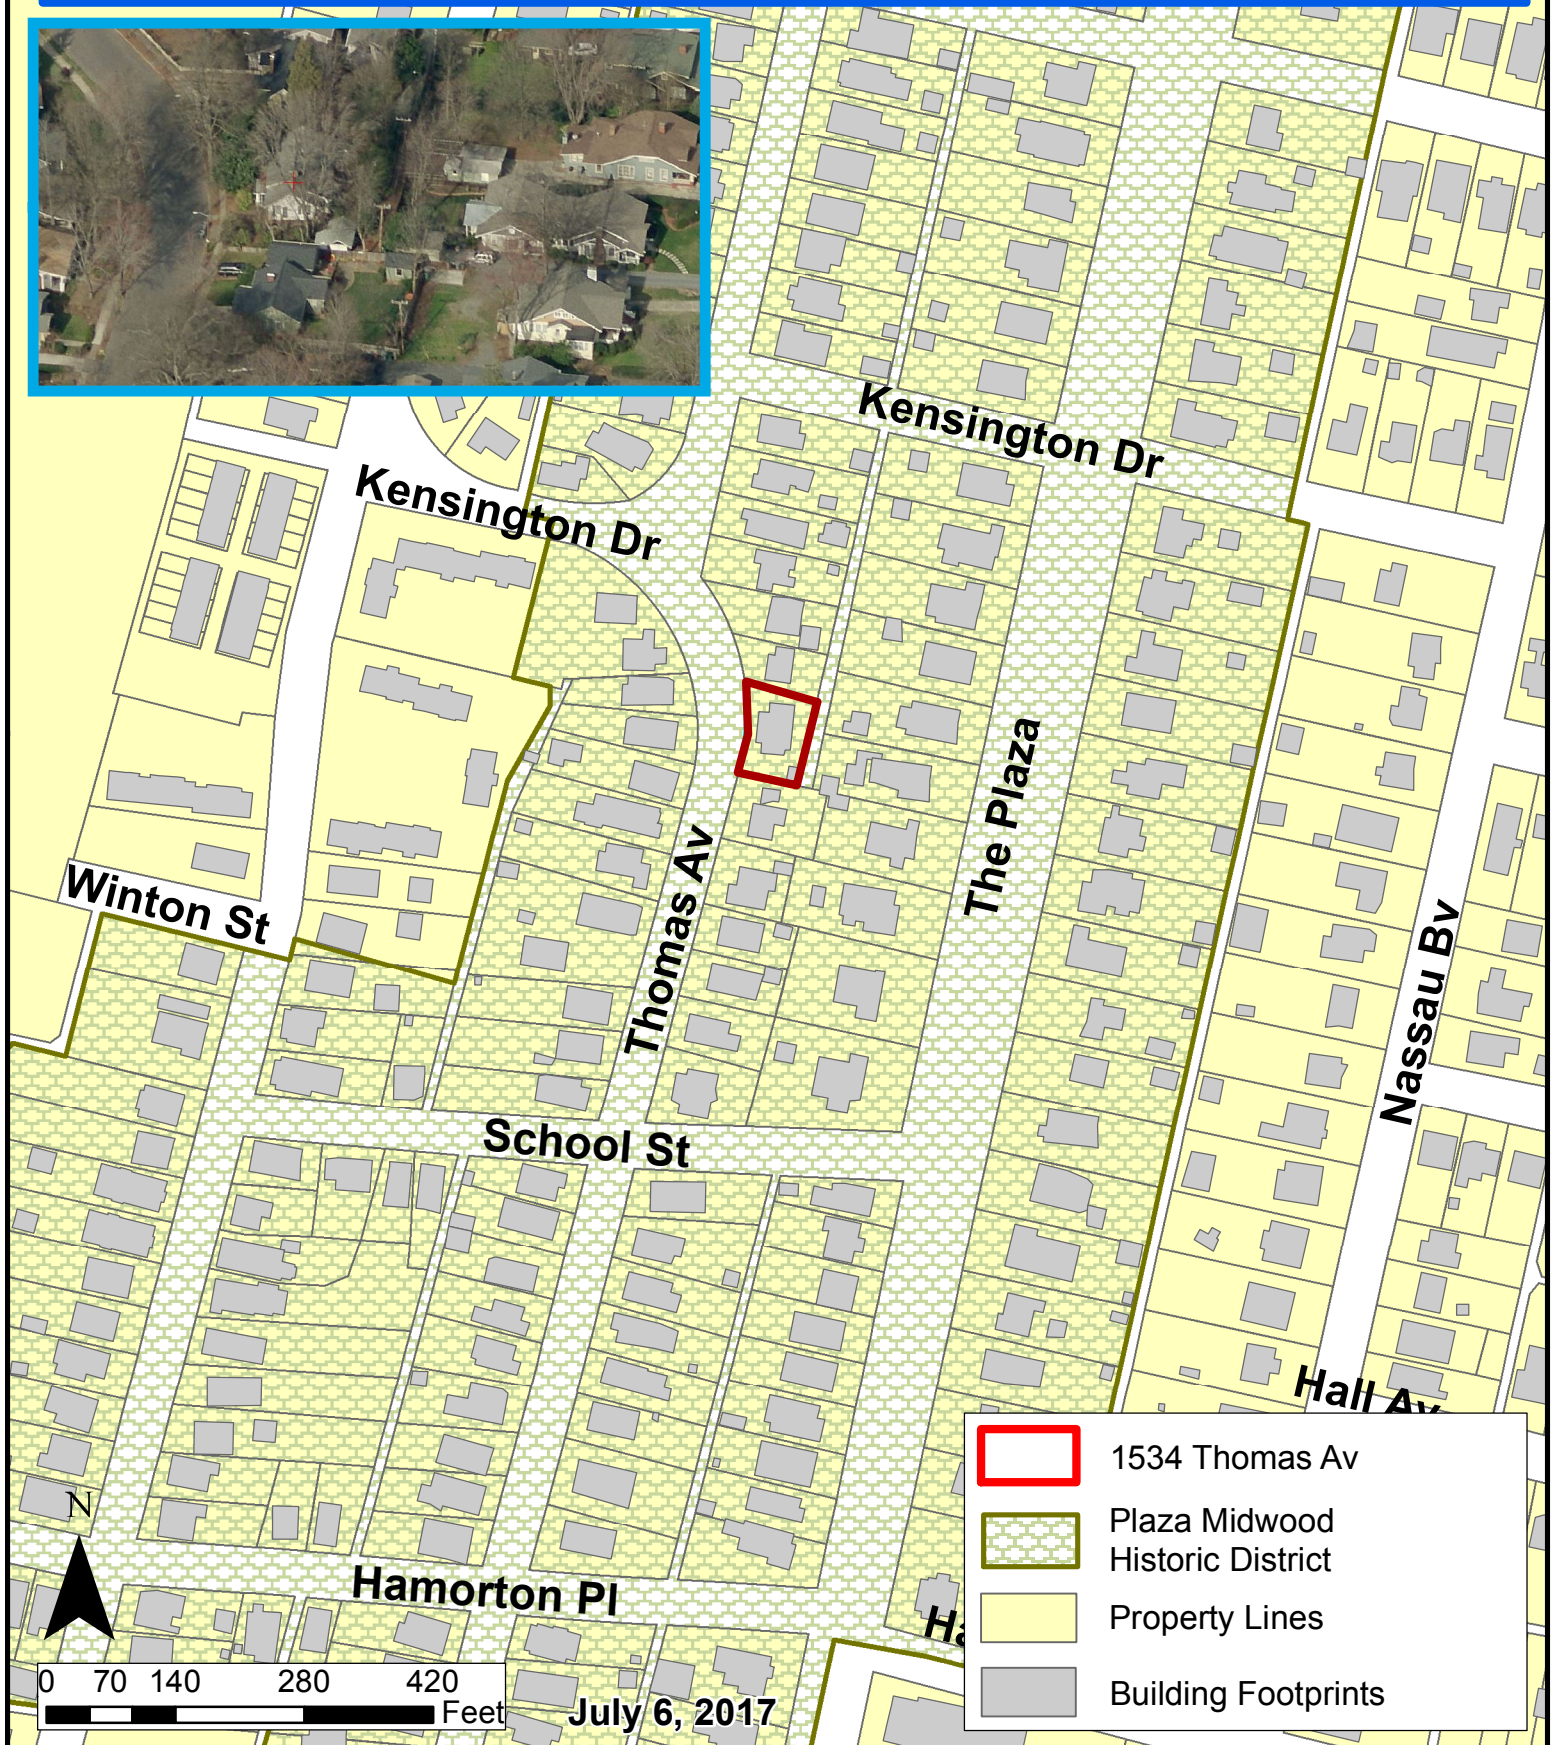 Kensington Dr
Kensington Dr
The Plaza
Thomas Av
Winton St
Nassau Bv
School St
Hall Av
1534 Thomas Av
Plaza Midwood
Historic District
Property Lines
Building Footprints
N
Hamorton Pl
Ha
0 70 140 280 420
Feet
July 6, 2017